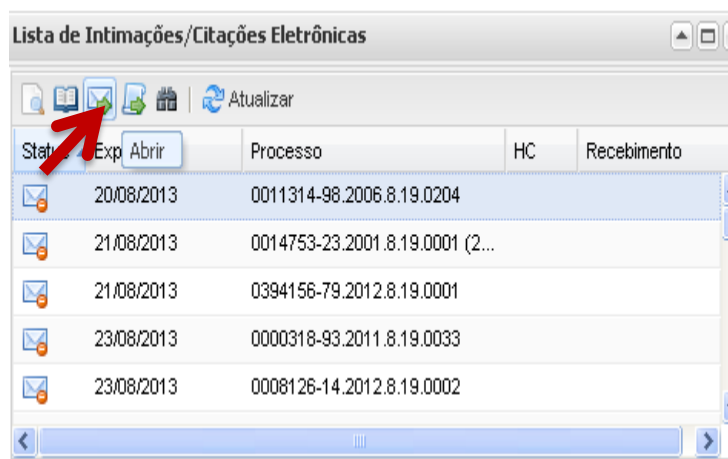 Lista de Intimações/Citações Eletrônicas
Atualizar
Status Exp Abrir Processo HC Recebimento
20/08/2013 0011314-98.2006.8.19.0204
21/08/2013 0014753-23.2001.8.19.0001 (2...
21/08/2013 0394156-79.2012.8.19.0001
23/08/2013 0000318-93.2011.8.19.0033
23/08/2013 0008126-14.2012.8.19.0002